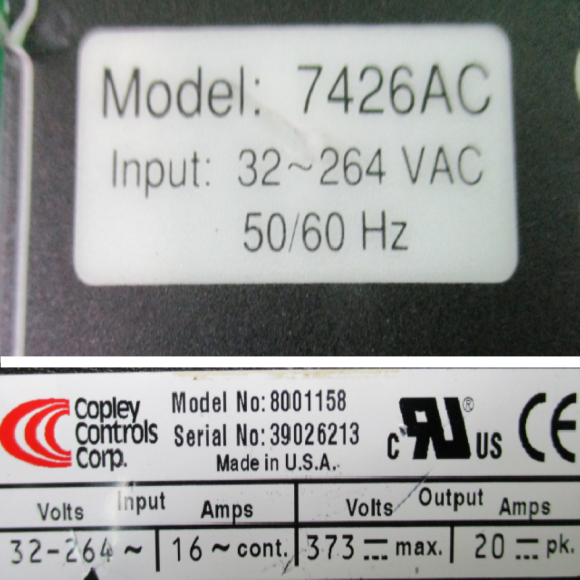 Model: 7426AC
Input: 32~264 VAC
50/60 Hz
Copley Controls Corp.
Model No: 8001158
Serial No: 39026213
Made in U.S.A.
c RU US ® CE
Volts Input Amps Volts Output Amps
32-264 ~ 16 ~ cont. 373 ⎓ max. 20 ⎓ pk.